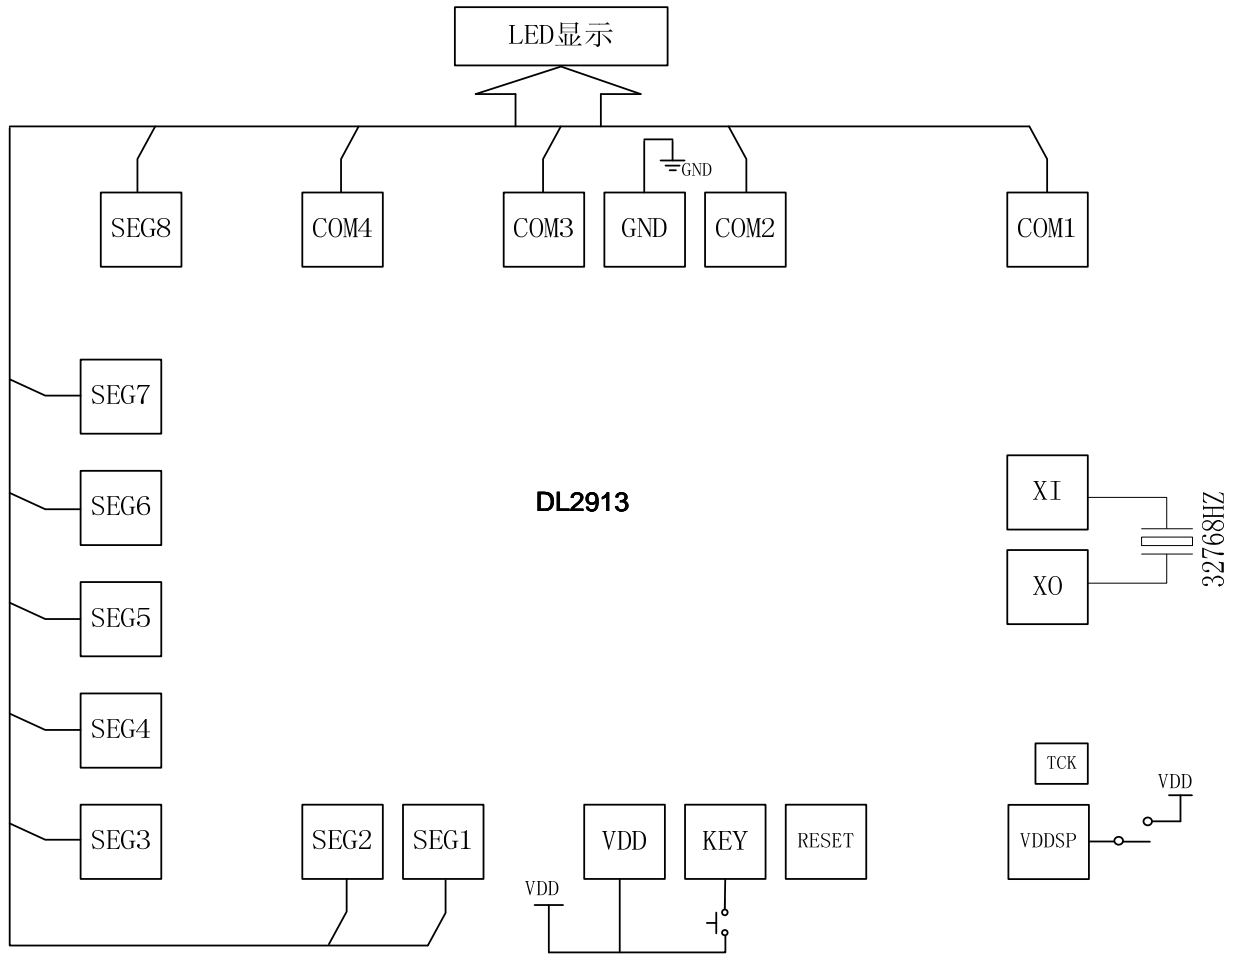 LED显示
GND
SEG8
COM4
COM3
GND
COM2
COM1
SEG7
SEG6
DL2913
XI
32768HZ
XO
SEG5
SEG4
TCK
VDD
SEG3
SEG2
SEG1
VDD
KEY
RESET
VDDSP
VDD